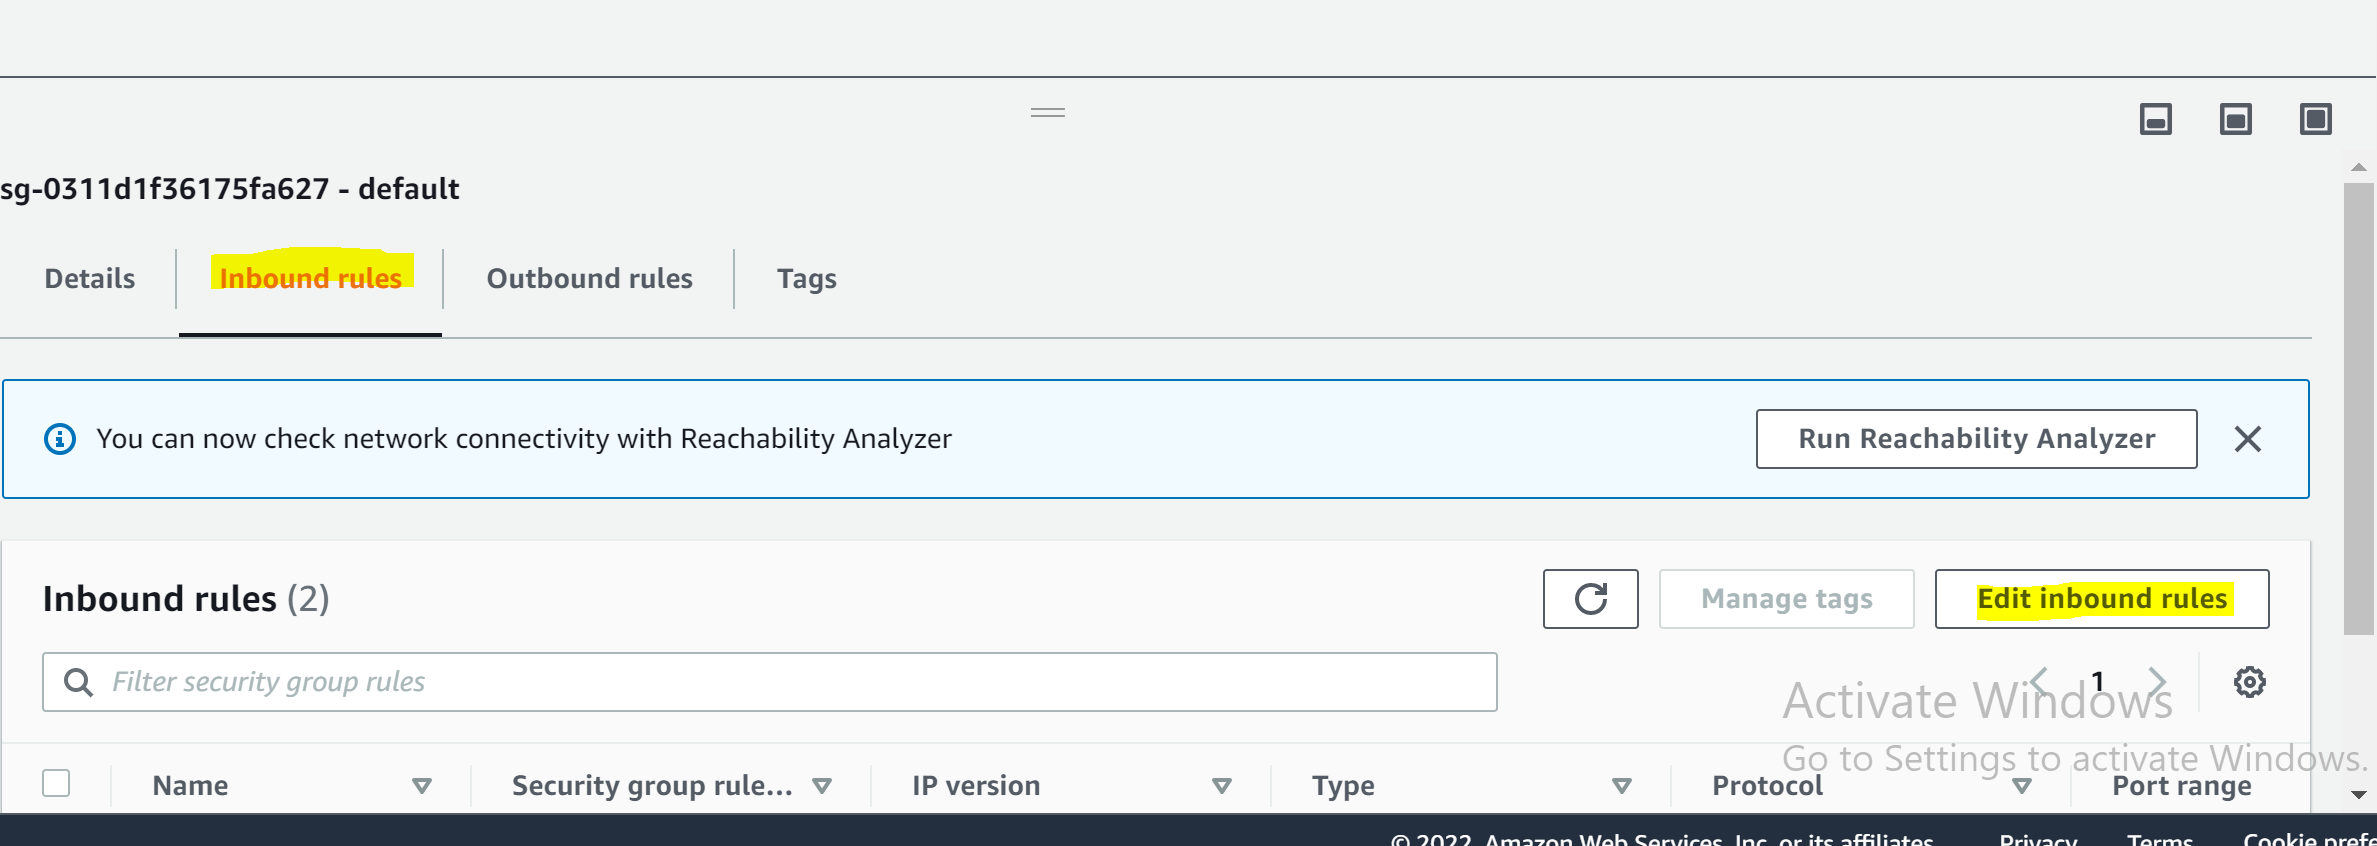 sg-0311d1f36175fa627 - default
Details Inbound rules Outbound rules Tags
You can now check network connectivity with Reachability Analyzer Run Reachability Analyzer
Inbound rules (2) Manage tags Edit inbound rules
Filter security group rules 1
Activate Windows
Go to Settings to activate Windows.
Name Security group rule... IP version Type Protocol Port range
© 2022, Amazon Web Services, Inc. or its affiliates. Privacy Terms Cookie prefe